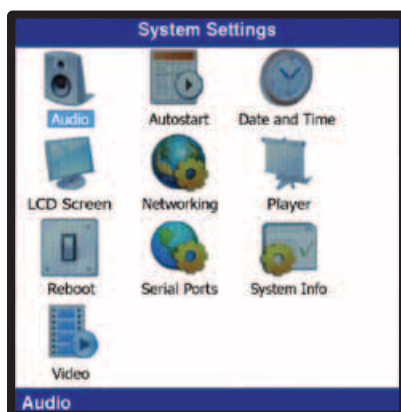 System Settings
Audio Autostart Date and Time
LCD Screen Networking Player
Reboot Serial Ports System Info
Video
Audio